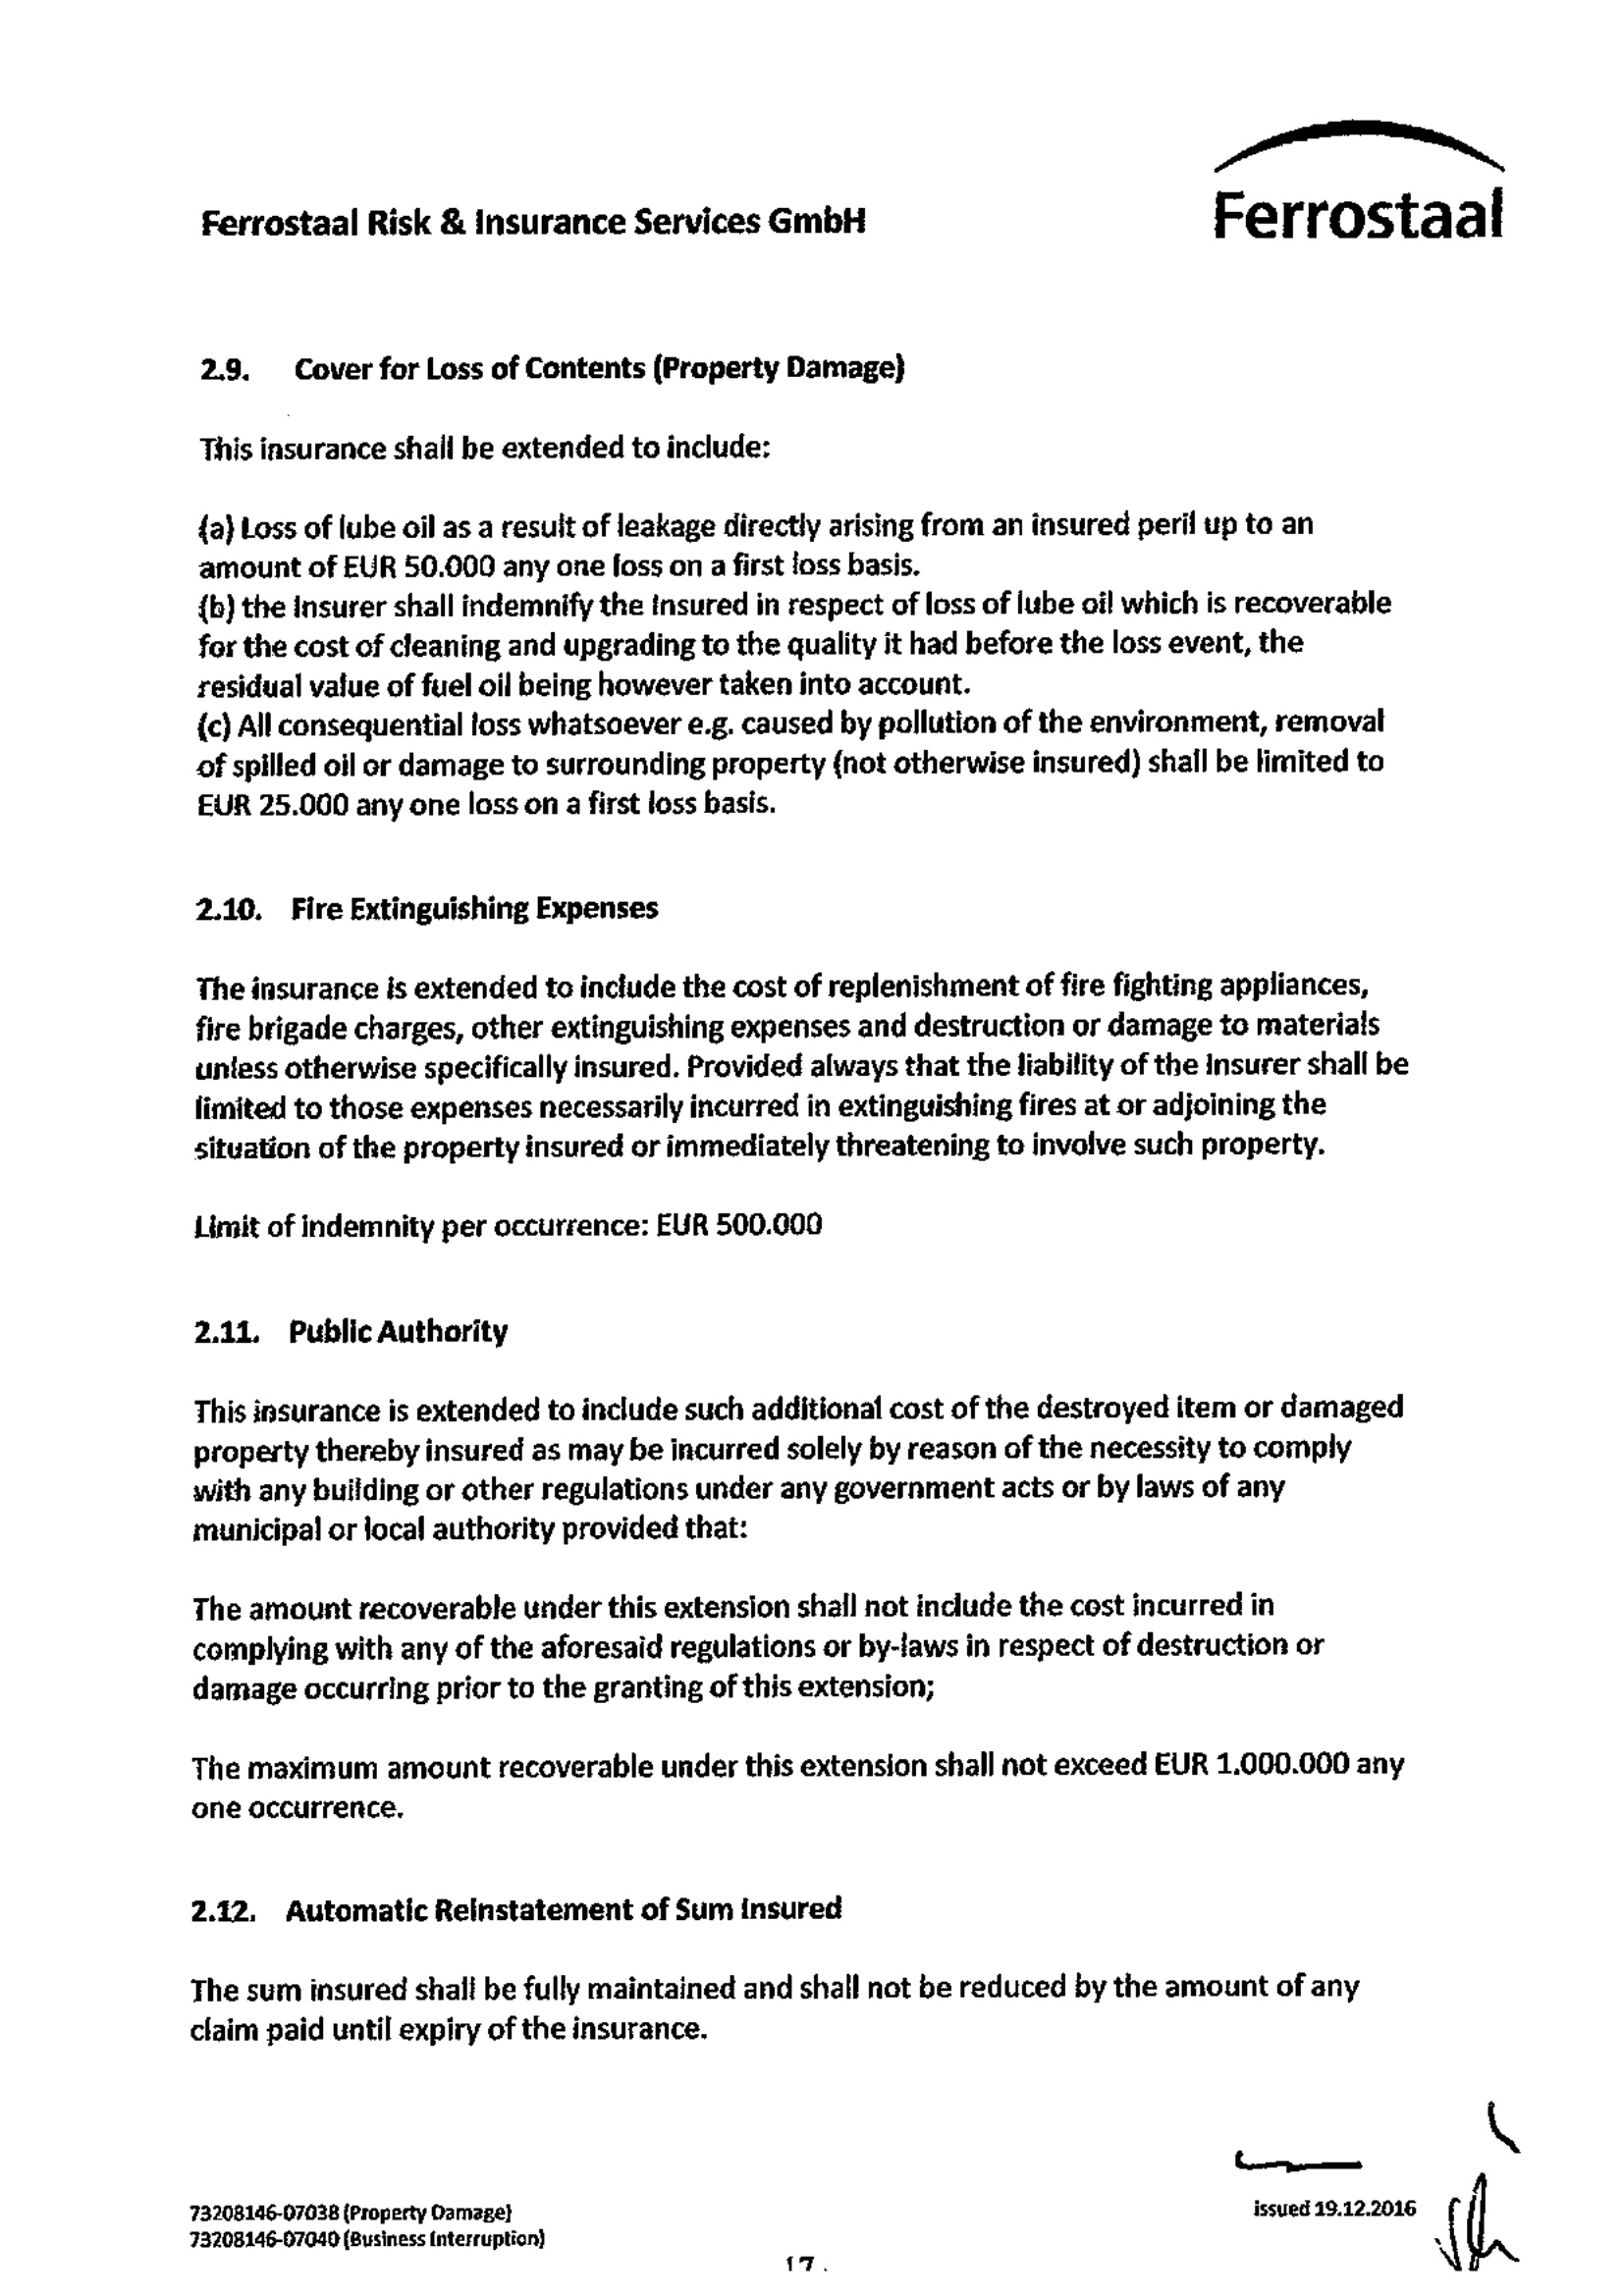 Ferrostaal Risk & Insurance Services GmbH
Ferrostaal
2.9. Cover for Loss of Contents (Property Damage)
This insurance shall be extended to include:
(a) Loss of lube oil as a result of leakage directly arising from an insured peril up to an
amount of EUR 50.000 any one loss on a first loss basis.
(b) the Insurer shall indemnify the Insured in respect of loss of lube oil which is recoverable
for the cost of cleaning and upgrading to the quality it had before the loss event, the
residual value of fuel oil being however taken into account.
(c) All consequential loss whatsoever e.g. caused by pollution of the environment, removal
of spilled oil or damage to surrounding property (not otherwise insured) shall be limited to
EUR 25.000 any one loss on a first loss basis.
2.10. Fire Extinguishing Expenses
The insurance is extended to include the cost of replenishment of fire fighting appliances,
fire brigade charges, other extinguishing expenses and destruction or damage to materials
unless otherwise specifically insured. Provided always that the liability of the Insurer shall be
limited to those expenses necessarily incurred in extinguishing fires at or adjoining the
situation of the property insured or immediately threatening to involve such property.
Limit of indemnity per occurrence: EUR 500.000
2.11. Public Authority
This insurance is extended to include such additional cost of the destroyed item or damaged
property thereby insured as may be incurred solely by reason of the necessity to comply
with any building or other regulations under any government acts or by laws of any
municipal or local authority provided that:
The amount recoverable under this extension shall not include the cost incurred in
complying with any of the aforesaid regulations or by-laws in respect of destruction or
damage occurring prior to the granting of this extension;
The maximum amount recoverable under this extension shall not exceed EUR 1.000.000 any
one occurrence.
2.12. Automatic Reinstatement of Sum Insured
The sum insured shall be fully maintained and shall not be reduced by the amount of any
claim paid until expiry of the insurance.
73208146-07038 (Property Damage)
issued 19.12.2016
73208146-07040 (Business Interruption)
17.